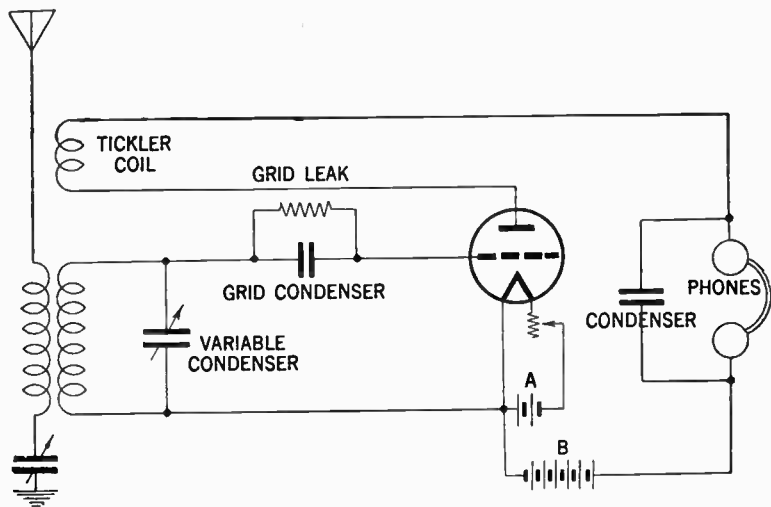 TICKLER
COIL
GRID LEAK
GRID CONDENSER
VARIABLE
CONDENSER
CONDENSER
PHONES
A
B